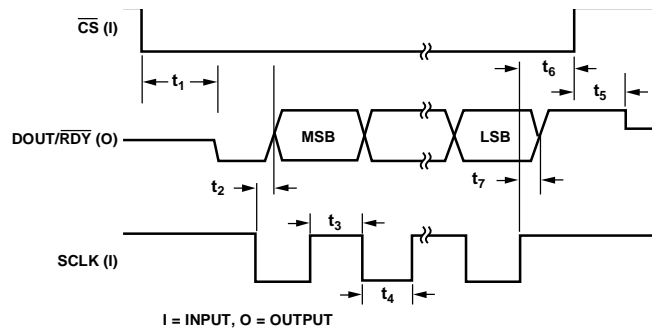 CS (I)
t6
t1
t5
DOUT/RDY (O)
MSB
LSB
t2
t7
t3
SCLK (I)
t4
I = INPUT, O = OUTPUT